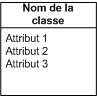 Nom de la
classe
Attribut 1
Attribut 2
Attribut 3